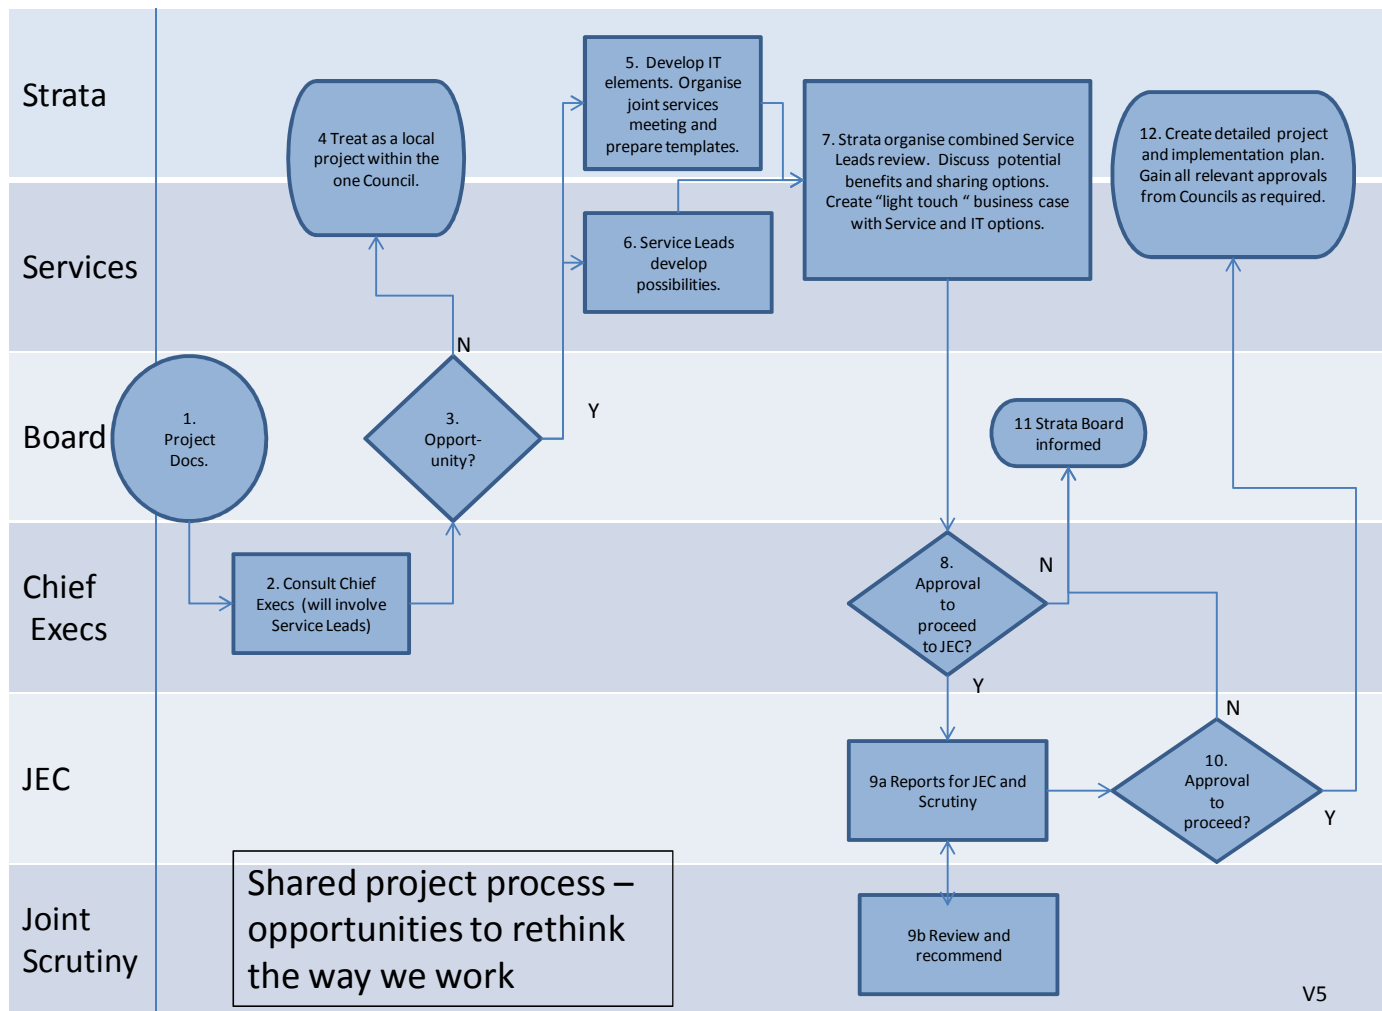 Strata
Services
Board
Chief
Execs
JEC
Joint
Scrutiny
1.
Project
Docs.
2. Consult Chief
Execs (will involve
Service Leads)
3.
Opport-
unity?
N
Y
4 Treat as a local
project within the
one Council.
5. Develop IT
elements. Organise
joint services
meeting and
prepare templates.
6. Service Leads
develop
possibilities.
7. Strata organise combined Service
Leads review. Discuss potential
benefits and sharing options.
Create “light touch “ business case
with Service and IT options.
8.
Approval
to
proceed
to JEC?
N
Y
9a Reports for JEC and
Scrutiny
9b Review and
recommend
10.
Approval
to
proceed?
N
Y
11 Strata Board
informed
12. Create detailed project
and implementation plan.
Gain all relevant approvals
from Councils as required.
Shared project process –
opportunities to rethink
the way we work
V5